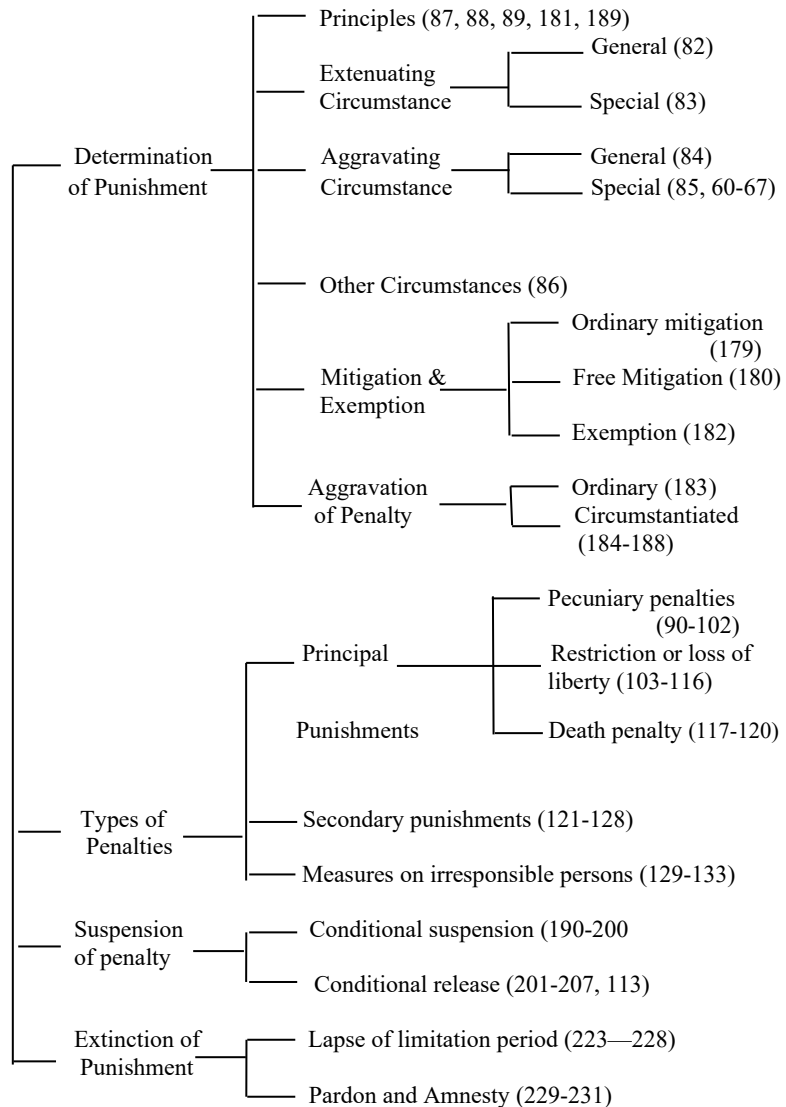 Principles (87, 88, 89, 181, 189)
General (82)
Extenuating
Circumstance
Special (83)
Determination
of Punishment
Aggravating
Circumstance
General (84)
Special (85, 60-67)
Other Circumstances (86)
Ordinary mitigation
(179)
Mitigation &
Exemption
Free Mitigation (180)
Exemption (182)
Aggravation
of Penalty
Ordinary (183)
Circumstantiated
(184-188)
Pecuniary penalties
(90-102)
Principal
Restriction or loss of
liberty (103-116)
Punishments
Death penalty (117-120)
Types of
Penalties
Secondary punishments (121-128)
Measures on irresponsible persons (129-133)
Suspension
of penalty
Conditional suspension (190-200
Conditional release (201-207, 113)
Extinction of
Punishment
Lapse of limitation period (223—228)
Pardon and Amnesty (229-231)